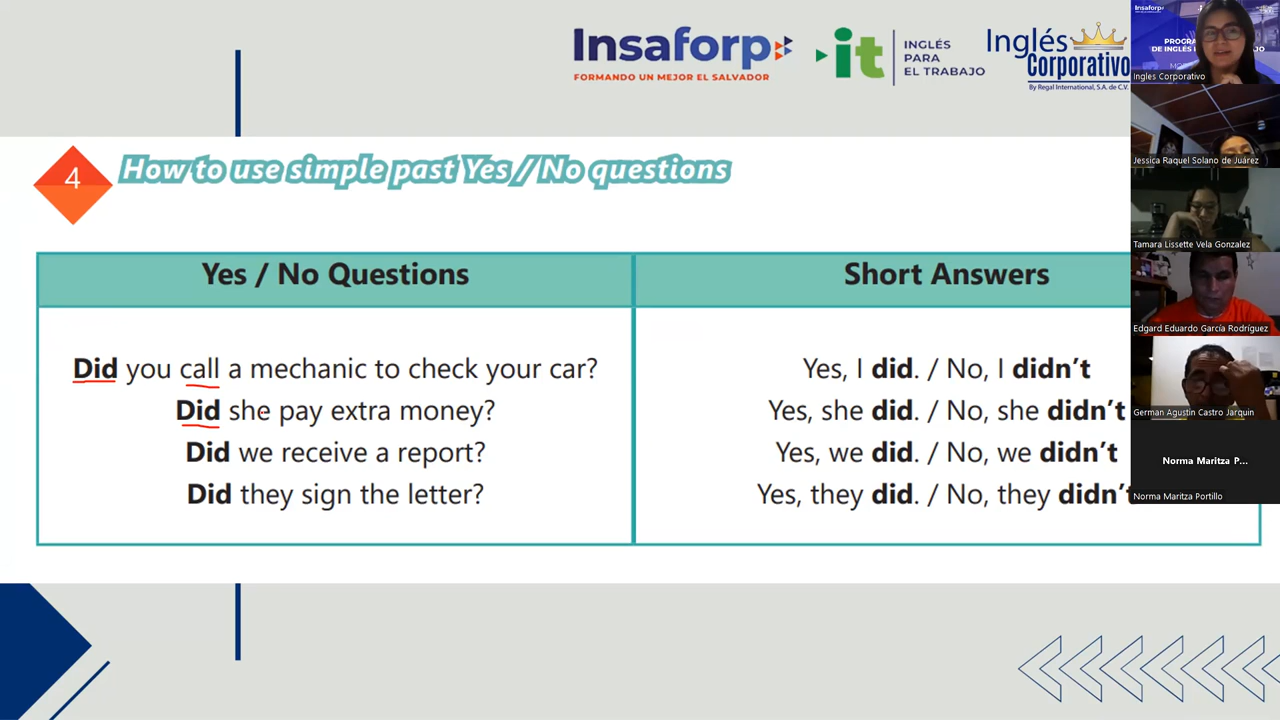 Insaforp
FORMANDO UN MEJOR EL SALVADOR
it
INGLÉS
PARA
EL TRABAJO
Inglés
Corporativo
By Regal International, S.A. de C.V.
4
How to use simple past Yes / No questions
Yes / No Questions
Short Answers
Did you call a mechanic to check your car?
Yes, I did. / No, I didn't
Did she pay extra money?
Yes, she did. / No, she didn't
Did we receive a report?
Yes, we did. / No, we didn't
Did they sign the letter?
Yes, they did. / No, they didn't
Insaforp
Ingles Corporativo
Jessica Raquel Solano de Juárez
Tamara Lissette Vela Gonzalez
Edgard Eduardo García Rodríguez
German Agustin Castro Jarquin
Norma Maritza P...
Norma Maritza Portillo